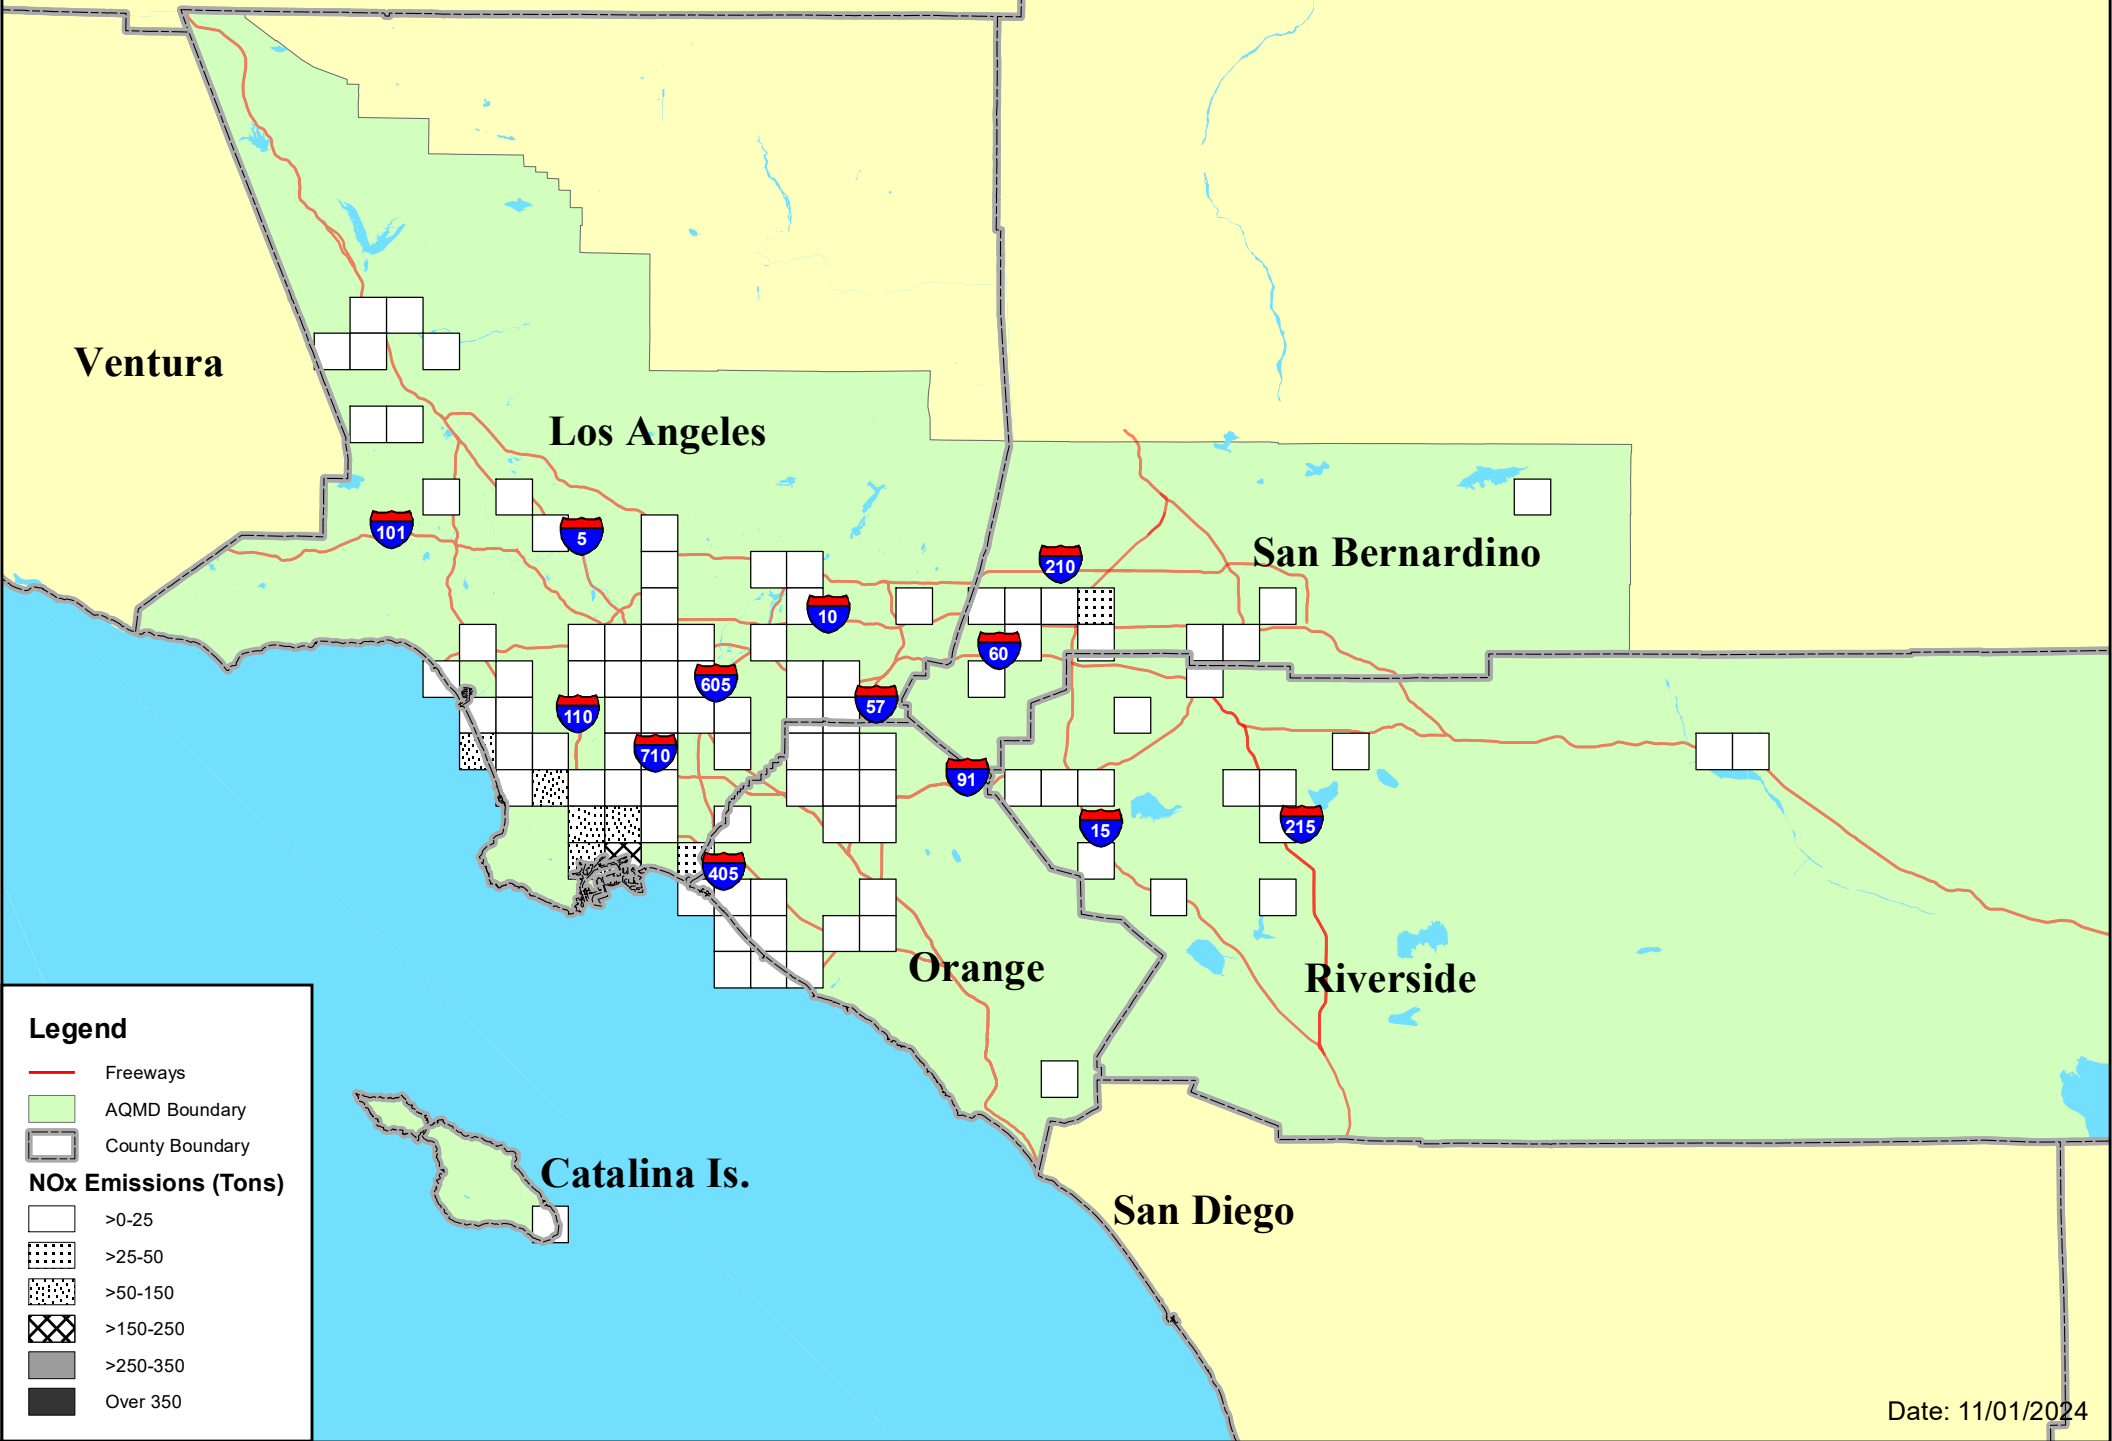 Ventura
Los Angeles
101
5
San Bernardino
210
10
60
605
57
110
710
91
15
215
405
Orange
Riverside
Catalina Is.
San Diego
Legend
Freeways
AQMD Boundary
County Boundary
NOx Emissions (Tons)
>0-25
>25-50
>50-150
>150-250
>250-350
Over 350
Date: 11/01/2024